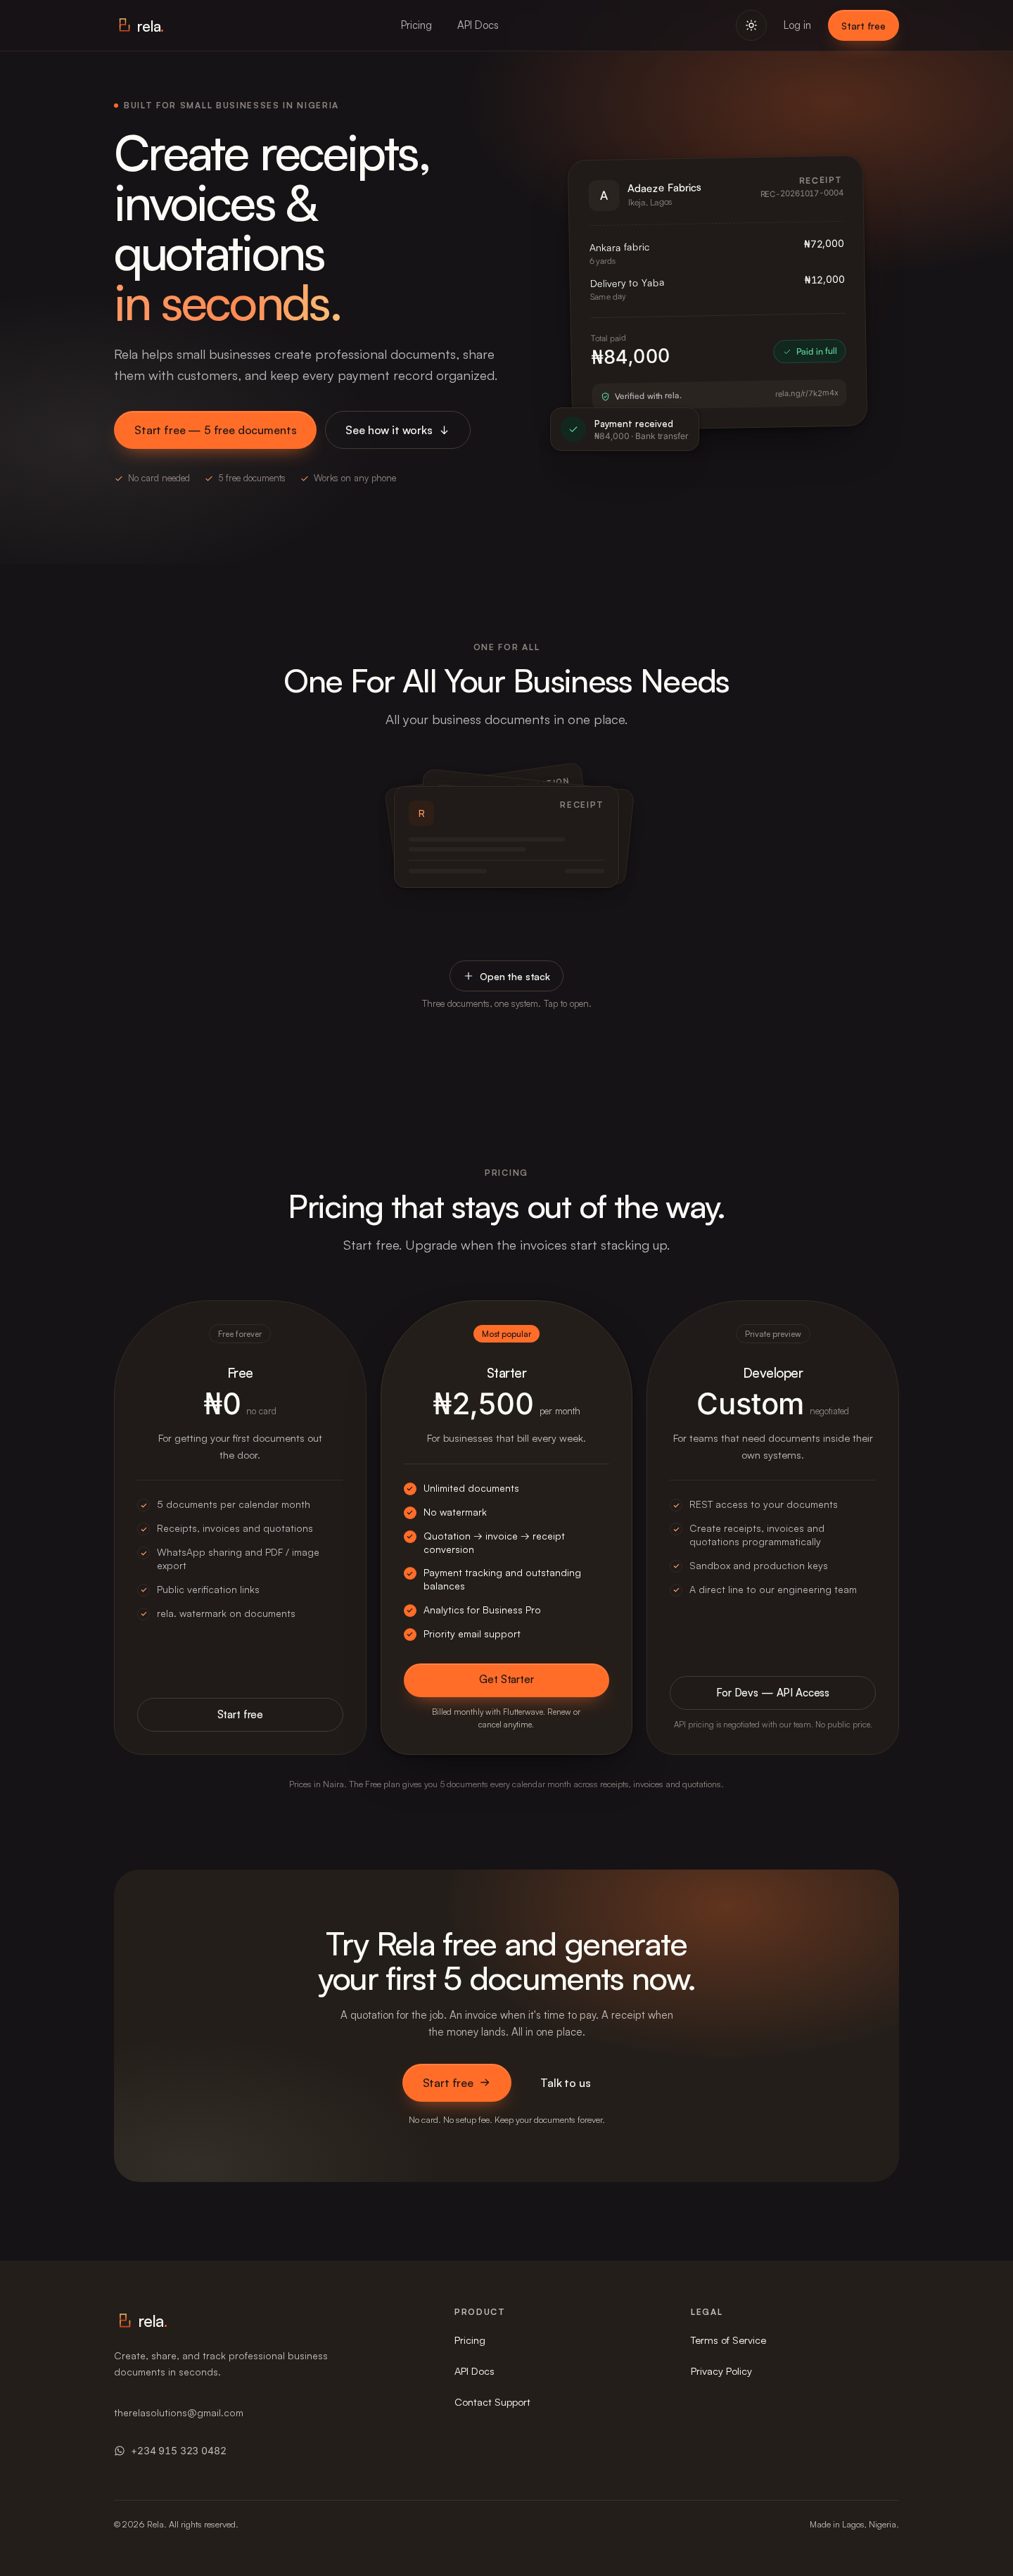 rela.
Pricing
API Docs
Log in
Start free
BUILT FOR SMALL BUSINESSES IN NIGERIA
Create receipts,
invoices &
quotations
in seconds.
Rela helps small businesses create professional documents, share
them with customers, and keep every payment record organized.
Start free — 5 free documents
See how it works ↓
No card needed
5 free documents
Works on any phone
A
Adaeze Fabrics
Ikeja, Lagos
RECEIPT
REC-20261017-0004
Ankara fabric
6 yards
₦72,000
Delivery to Yaba
Same day
₦12,000
Total paid
₦84,000
Paid in full
Verified with rela.
rela.ng/r/7k2m4x
Payment received
₦84,000 · Bank transfer
ONE FOR ALL
One For All Your Business Needs
All your business documents in one place.
R
RECEIPT
Open the stack
Three documents, one system. Tap to open.
PRICING
Pricing that stays out of the way.
Start free. Upgrade when the invoices start stacking up.
Free forever
Free
₦0 no card
For getting your first documents out
the door.
5 documents per calendar month
Receipts, invoices and quotations
WhatsApp sharing and PDF / image
export
Public verification links
rela. watermark on documents
Start free
Most popular
Starter
₦2,500 per month
For businesses that bill every week.
Unlimited documents
No watermark
Quotation → invoice → receipt
conversion
Payment tracking and outstanding
balances
Analytics for Business Pro
Priority email support
Get Starter
Billed monthly with Flutterwave. Renew or
cancel anytime.
Private preview
Developer
Custom negotiated
For teams that need documents inside their
own systems.
REST access to your documents
Create receipts, invoices and
quotations programmatically
Sandbox and production keys
A direct line to our engineering team
For Devs — API Access
API pricing is negotiated with our team. No public price.
Prices in Naira. The Free plan gives you 5 documents every calendar month across receipts, invoices and quotations.
Try Rela free and generate
your first 5 documents now.
A quotation for the job. An invoice when it's time to pay. A receipt when
the money lands. All in one place.
Start free →
Talk to us
No card. No setup fee. Keep your documents forever.
rela.
Create, share, and track professional business
documents in seconds.
therelasolutions@gmail.com
+234 915 323 0482
PRODUCT
Pricing
API Docs
Contact Support
LEGAL
Terms of Service
Privacy Policy
© 2026 Rela. All rights reserved.
Made in Lagos, Nigeria.